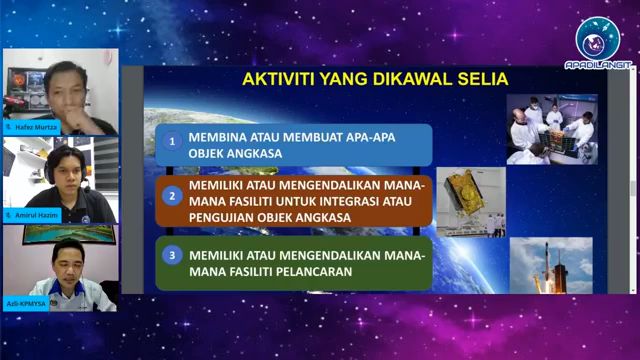 APADILANGIT
AKTIVITI YANG DIKAWAL SELIA
1
MEMBINA ATAU MEMBUAT APA-APA
OBJEK ANGKASA
2
MEMILIKI ATAU MENGENDALIKAN MANA-
MANA FASILITI UNTUK INTEGRASI ATAU
PENGUJIAN OBJEK ANGKASA
3
MEMILIKI ATAU MENGENDALIKAN MANA-
MANA FASILITI PELANCARAN
Hafez Murtza
Amirul Hazim
Azli-KPMYSA